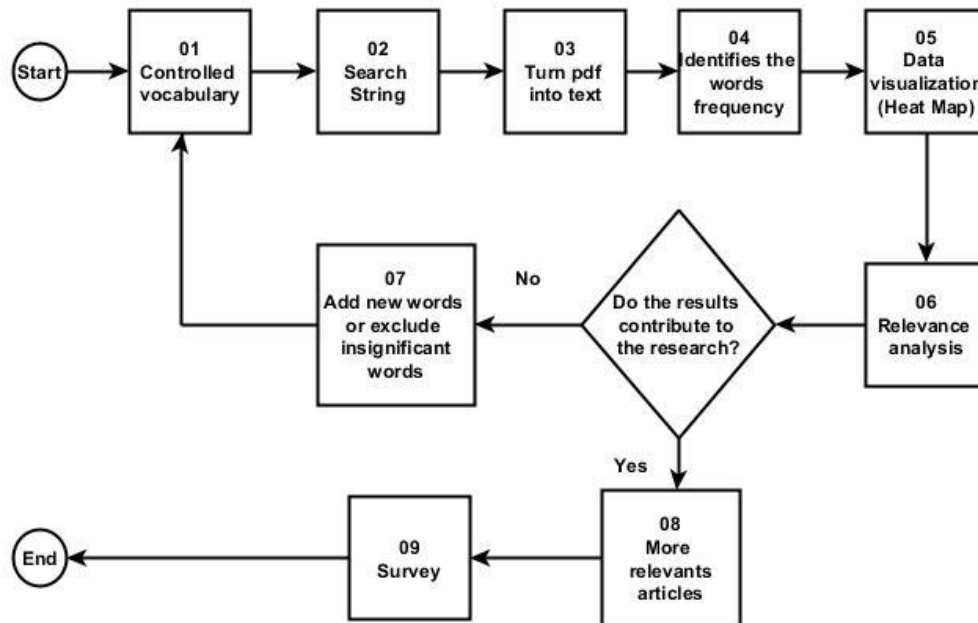 Start
01
Controlled
vocabulary
02
Search
String
03
Turn pdf
into text
04
Identifies the
words
frequency
05
Data
visualization
(Heat Map)
06
Relevance
analysis
Do the results
contribute to
the research?
No
07
Add new words
or exclude
insignificant
words
Yes
08
More
relevants
articles
09
Survey
End